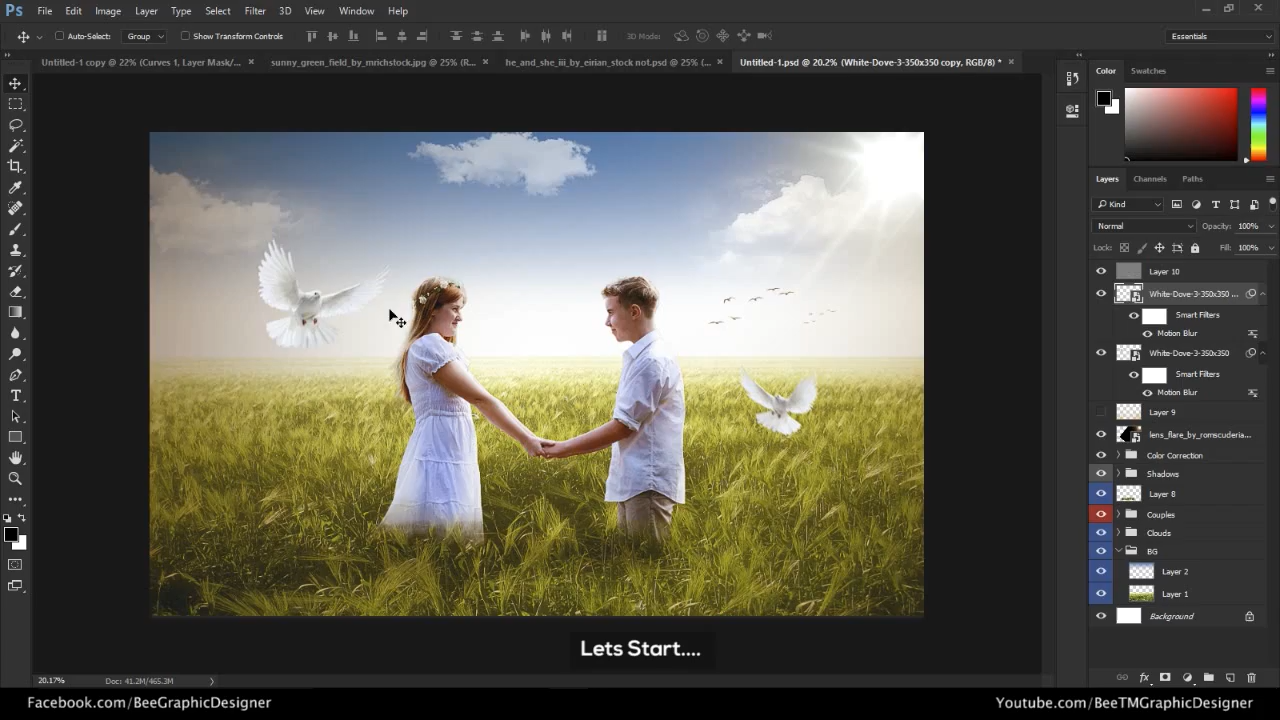 Ps File Edit Image Layer Type Select Filter 3D View Window Help
Auto-Select: Group Show Transform Controls 3D Mode: Essentials
Untitled-1 copy @ 22% (Curves 1, Layer Mask/... × sunny_green_field_by_mrichstock.jpg @ 25% (R... × he_and_she_iii_by_eirian_stock not.psd @ 25% (... × Untitled-1.psd @ 20.2% (White-Dove-3-350x350 copy, RGB/8) * ×
Color Swatches
Layers Channels Paths
Kind
Normal Opacity: 100%
Lock: Fill: 100%
Layer 10
White-Dove-3-350x350 ...
Smart Filters
Motion Blur
White-Dove-3-350x350
Smart Filters
Motion Blur
Layer 9
lens_flare_by_romscuderia...
Color Correction
Shadows
Layer 8
Couples
Clouds
BG
Layer 2
Layer 1
Background
Lets Start....
20.17% Doc: 41.2M/465.3M
Facebook.com/BeeGraphicDesigner
Youtube.com/BeeTMGraphicDesigner